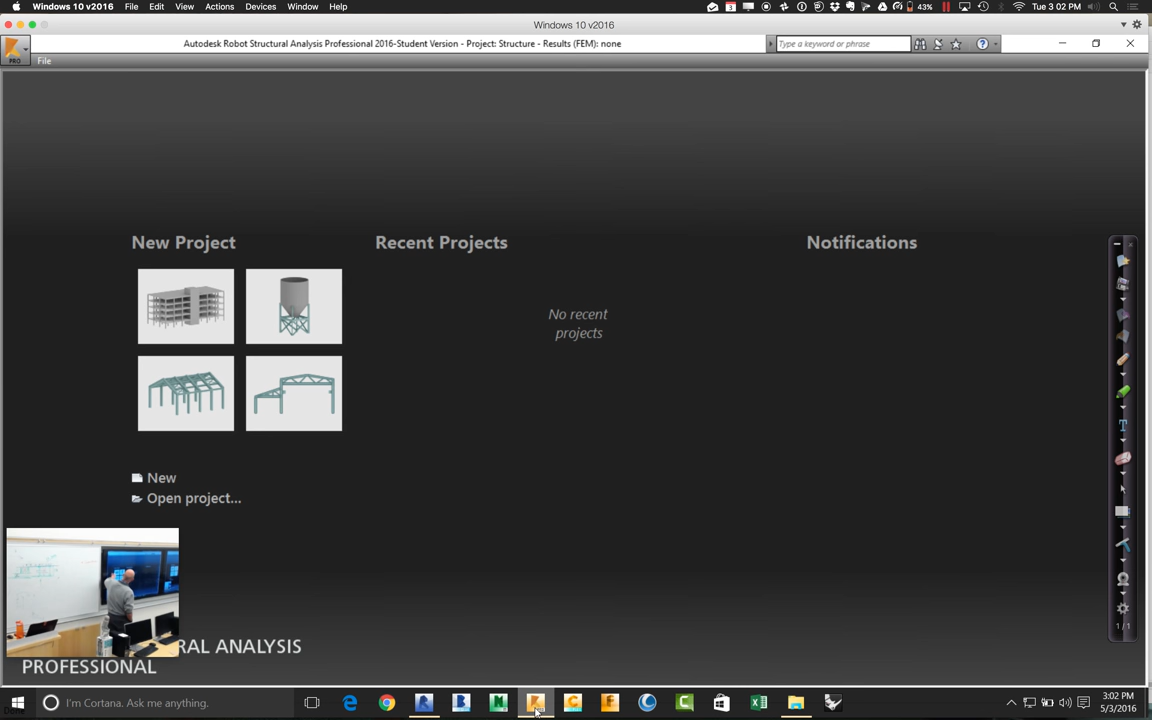 Windows 10 v2016 File Edit View Actions Devices Window Help
3 43% Tue 3:02 PM
Windows 10 v2016
Autodesk Robot Structural Analysis Professional 2016-Student Version - Project: Structure - Results (FEM): none
Type a keyword or phrase
PRO
File
New Project
Recent Projects
Notifications
No recent
projects
New
Open project...
RAL ANALYSIS
PROFESSIONAL
1 / 1
I'm Cortana. Ask me anything.
3:02 PM
5/3/2016